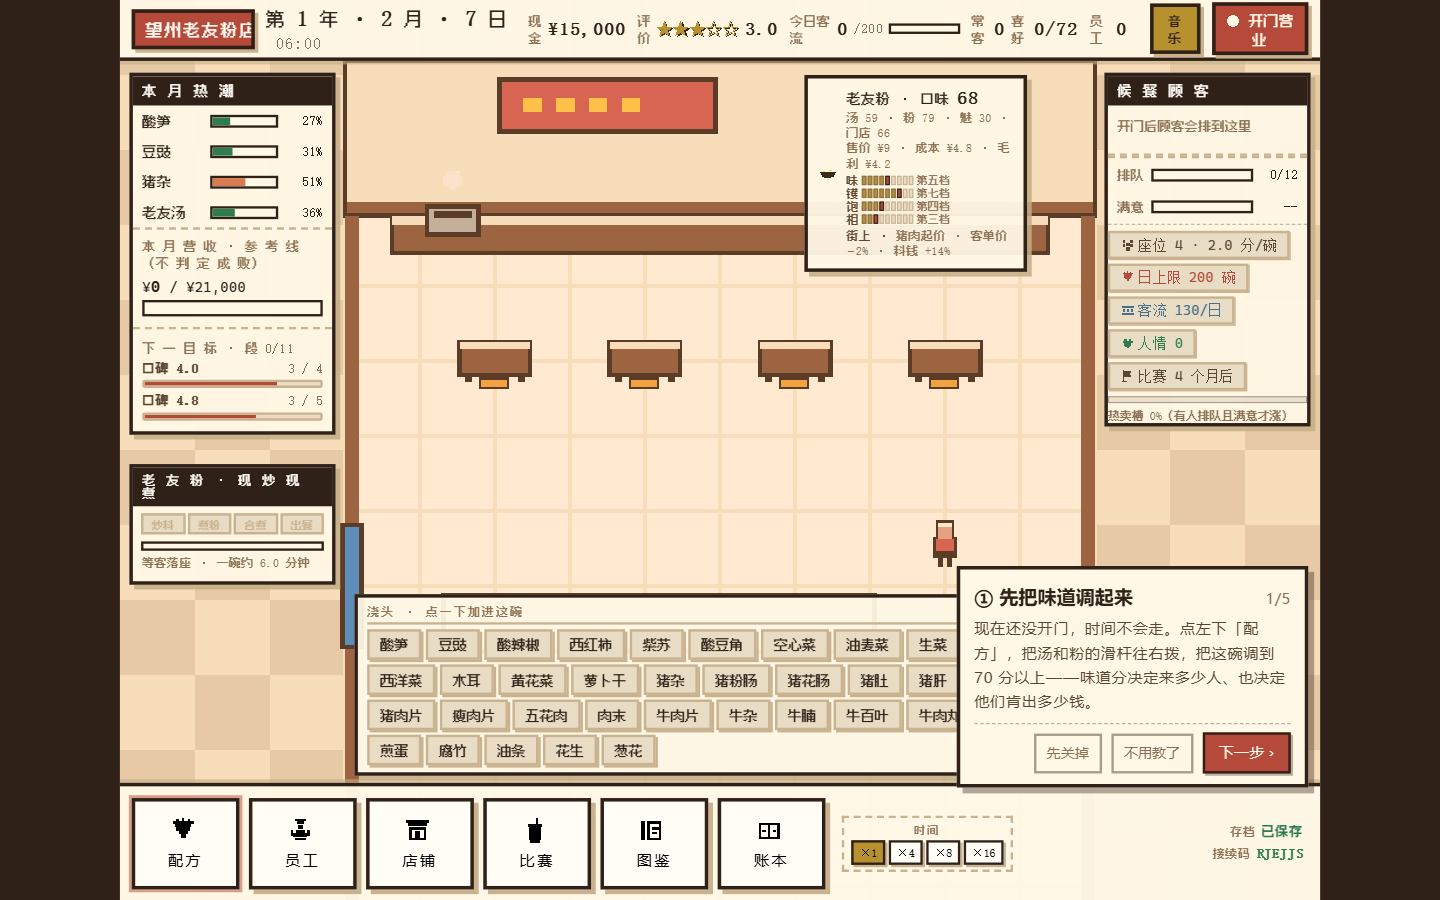 望州老友粉店
第 1 年 · 2 月 · 7 日
06:00
现金 ¥15,000
评价 3.0
今日客流 0 /200
常客 0
喜好 0/72
员工 0
音乐
开门营业
本月热潮
酸笋 27%
豆豉 31%
猪杂 51%
老友汤 36%
本月营收 · 参考线
（不判定成败）
¥0 / ¥21,000
下一目标 · 段 0/11
口碑 4.0 3 / 4
口碑 4.8 3 / 5
老友粉 · 现炒现
煮
炒料 煮粉 合煮 出餐
等客落座 · 一碗约 6.0 分钟
老友粉 · 口味 68
汤 59 · 粉 79 · 魅 30 ·
门店 66
售价 ¥9 · 成本 ¥4.8 · 毛
利 ¥4.2
味 第五档
镬 第七档
饱 第四档
相 第三档
街上 · 猪肉起价 · 客单价
-2% · 料钱 +14%
候餐顾客
开门后顾客会排到这里
排队 0/12
满意 --
座位 4 · 2.0 分/碗
日上限 200 碗
客流 130/日
人情 0
比赛 4 个月后
热卖槽 0%（有人排队且满意才涨）
浇头 · 点一下加进这碗
酸笋 豆豉 酸辣椒 西红柿 紫苏 酸豆角 空心菜 油麦菜 生菜
西洋菜 木耳 黄花菜 萝卜干 猪杂 猪粉肠 猪花肠 猪肚 猪肝
猪肉片 瘦肉片 五花肉 肉末 牛肉片 牛杂 牛腩 牛百叶 牛肉丸
煎蛋 腐竹 油条 花生 葱花
① 先把味道调起来 1/5
现在还没开门，时间不会走。点左下「配
方」，把汤和粉的滑杆往右拨，把这碗调到
70 分以上——味道分决定来多少人、也决定
他们肯出多少钱。
先关掉 不用教了 下一步 ›
配方 员工 店铺 比赛 图鉴 账本
时间
×1 ×4 ×8 ×16
存档 已保存
接续码 RJEJJS